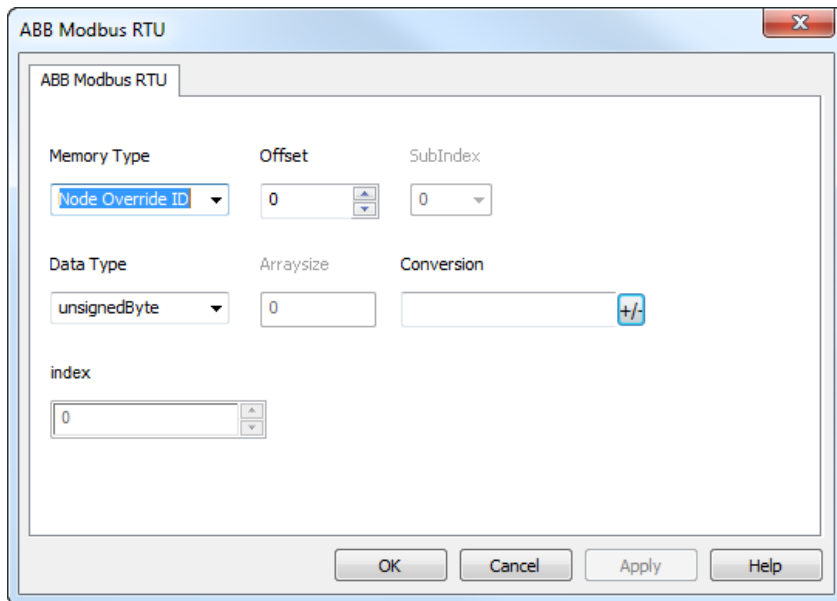 ABB Modbus RTU
ABB Modbus RTU
Memory Type Offset SubIndex
Node Override ID 0 0
Data Type Arraysize Conversion
unsignedByte 0 +/-
index
0
OK Cancel Apply Help